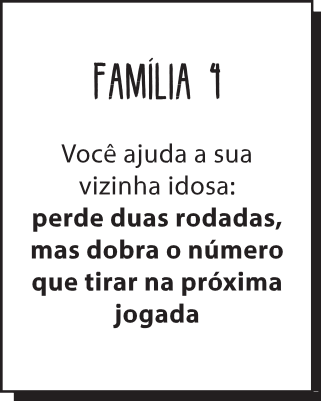 FAMÍLIA 4
Você ajuda a sua
vizinha idosa:
perde duas rodadas,
mas dobra o número
que tirar na próxima
jogada